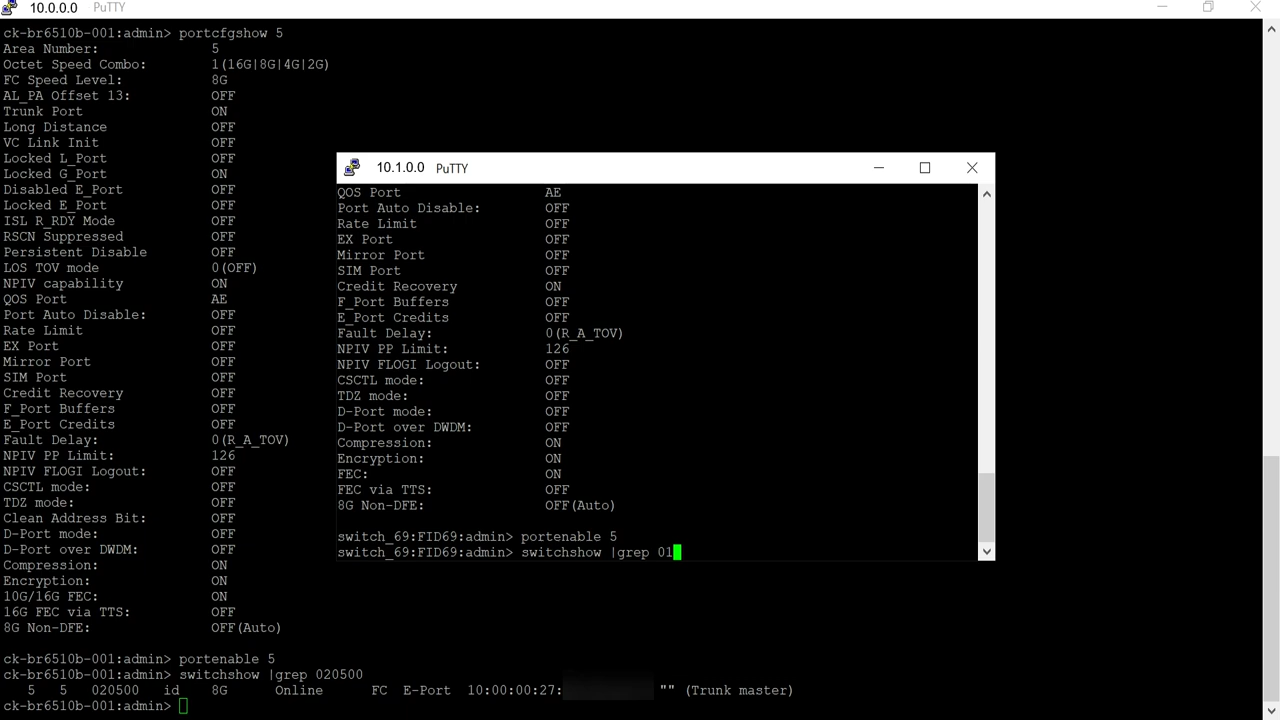 10.0.0.0 PuTTY
ck-br6510b-001:admin> portcfgshow 5
Area Number: 5
Octet Speed Combo: 1(16G|8G|4G|2G)
FC Speed Level: 8G
AL_PA Offset 13: OFF
Trunk Port ON
Long Distance OFF
VC Link Init OFF
Locked L_Port OFF
Locked G_Port ON
Disabled E_Port OFF
Locked E_Port OFF
ISL R_RDY Mode OFF
RSCN Suppressed OFF
Persistent Disable OFF
LOS TOV mode 0(OFF)
NPIV capability ON
QOS Port AE
Port Auto Disable: OFF
Rate Limit OFF
EX Port OFF
Mirror Port OFF
SIM Port OFF
Credit Recovery OFF
F_Port Buffers OFF
E_Port Credits OFF
Fault Delay: 0(R_A_TOV)
NPIV PP Limit: 126
NPIV FLOGI Logout: OFF
CSCTL mode: OFF
TDZ mode: OFF
Clean Address Bit: OFF
D-Port mode: OFF
D-Port over DWDM: OFF
Compression: ON
Encryption: ON
10G/16G FEC: ON
16G FEC via TTS: OFF
8G Non-DFE: OFF(Auto)
ck-br6510b-001:admin> portenable 5
ck-br6510b-001:admin> switchshow |grep 020500
5 5 020500 id 8G Online FC E-Port 10:00:00:27: "" (Trunk master)
ck-br6510b-001:admin>
10.1.0.0 PuTTY
QOS Port AE
Port Auto Disable: OFF
Rate Limit OFF
EX Port OFF
Mirror Port OFF
SIM Port OFF
Credit Recovery ON
F_Port Buffers OFF
E_Port Credits OFF
Fault Delay: 0(R_A_TOV)
NPIV PP Limit: 126
NPIV FLOGI Logout: OFF
CSCTL mode: OFF
TDZ mode: OFF
D-Port mode: OFF
D-Port over DWDM: OFF
Compression: ON
Encryption: ON
FEC: ON
FEC via TTS: OFF
8G Non-DFE: OFF(Auto)
switch_69:FID69:admin> portenable 5
switch_69:FID69:admin> switchshow |grep 01